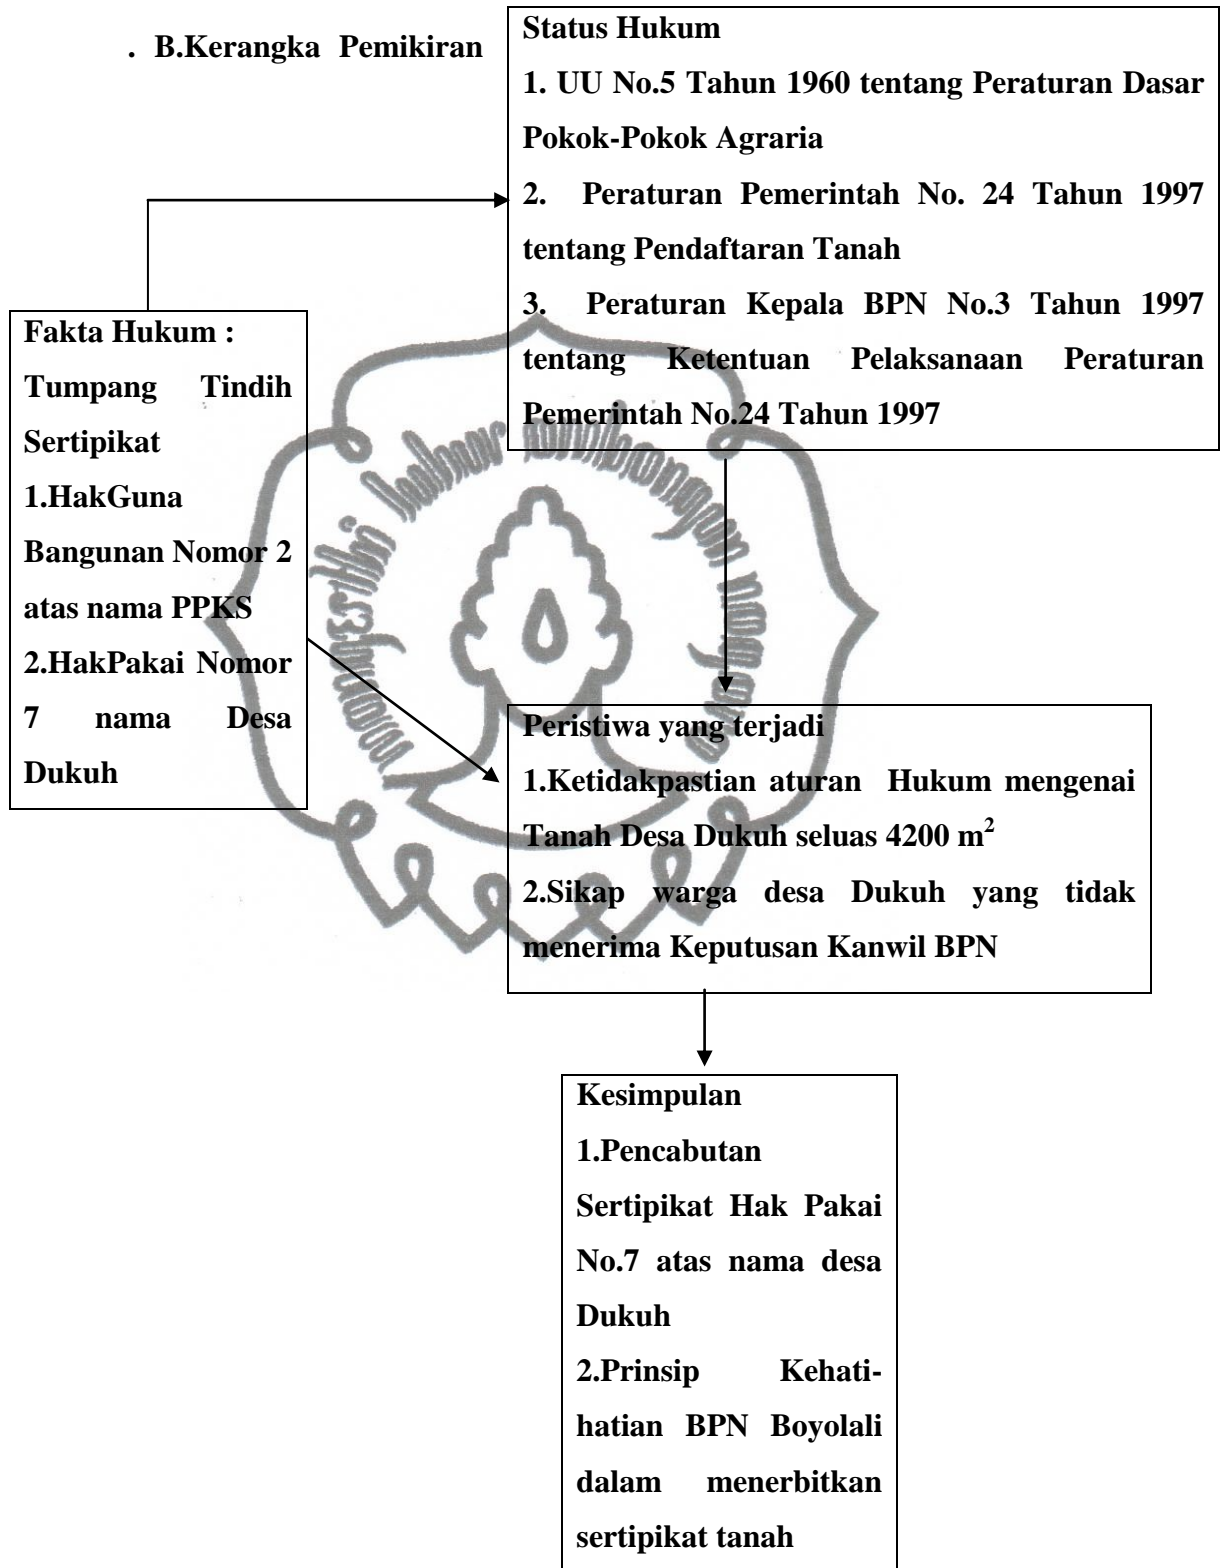 . B.Kerangka Pemikiran
Status Hukum
1. UU No.5 Tahun 1960 tentang Peraturan Dasar
Pokok-Pokok Agraria
2. Peraturan Pemerintah No. 24 Tahun 1997
tentang Pendaftaran Tanah
3. Peraturan Kepala BPN No.3 Tahun 1997
tentang Ketentuan Pelaksanaan Peraturan
Pemerintah No.24 Tahun 1997
Fakta Hukum :
Tumpang Tindih
Sertipikat
1.HakGuna
Bangunan Nomor 2
atas nama PPKS
2.HakPakai Nomor
7 nama Desa
Dukuh
Peristiwa yang terjadi
1.Ketidakpastian aturan Hukum mengenai
Tanah Desa Dukuh seluas 4200 m²
2.Sikap warga desa Dukuh yang tidak
menerima Keputusan Kanwil BPN
Kesimpulan
1.Pencabutan
Sertipikat Hak Pakai
No.7 atas nama desa
Dukuh
2.Prinsip Kehati-
hatian BPN Boyolali
dalam menerbitkan
sertipikat tanah